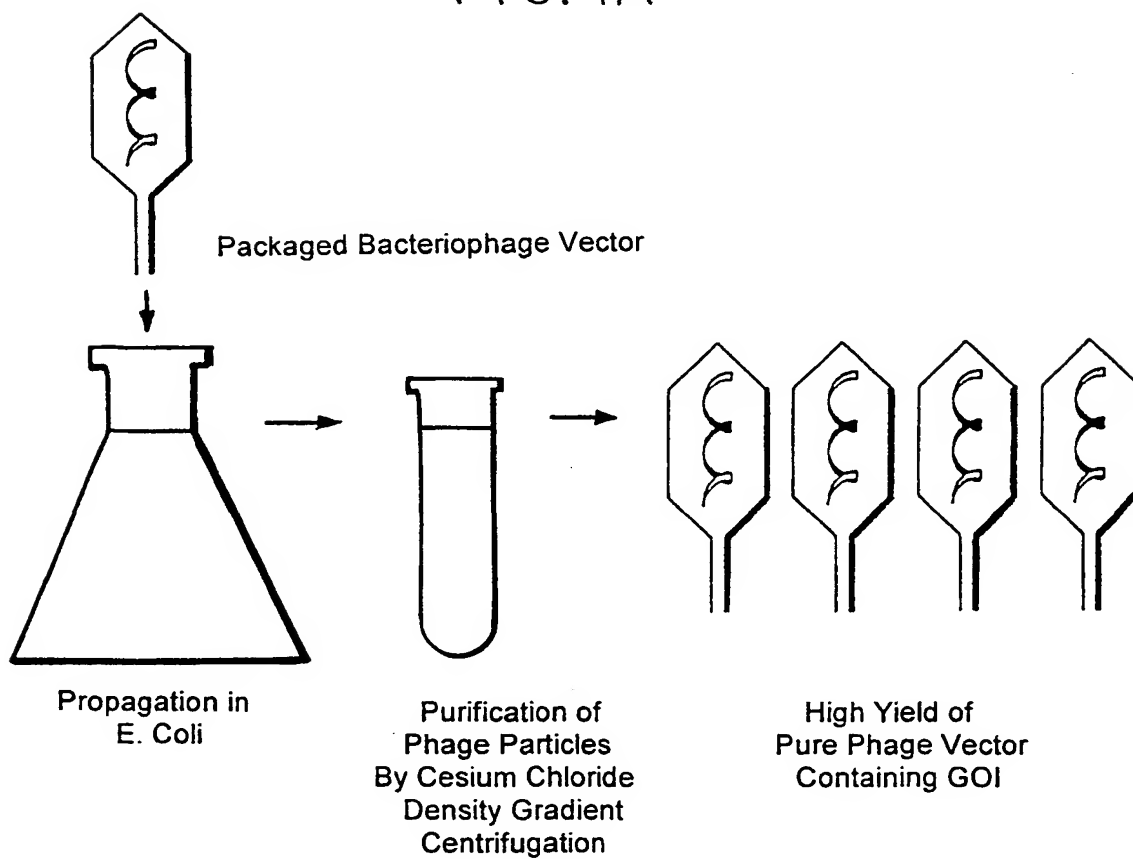 Packaged Bacteriophage Vector
Propagation in
E. Coli
Purification of
Phage Particles
By Cesium Chloride
Density Gradient
Centrifugation
High Yield of
Pure Phage Vector
Containing GOI